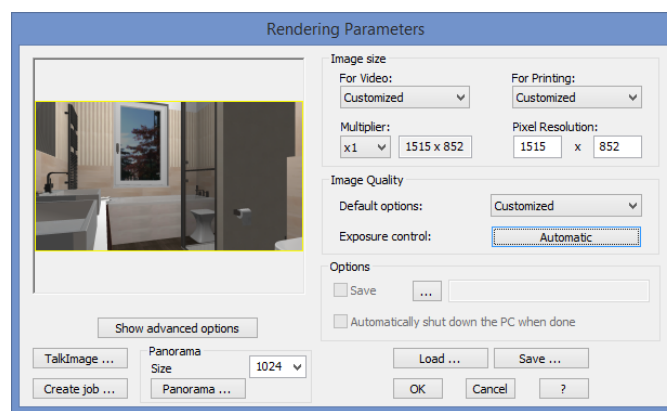 Rendering Parameters
Image size
For Video:
For Printing:
Customized
Customized
Multiplier:
Pixel Resolution:
x1
1515 x 852
1515 x 852
Image Quality
Default options:
Customized
Exposure control:
Automatic
Options
Save
...
Automatically shut down the PC when done
Show advanced options
TalkImage ...
Panorama
Size
1024
Load ...
Save ...
Create job ...
Panorama ...
OK
Cancel
?